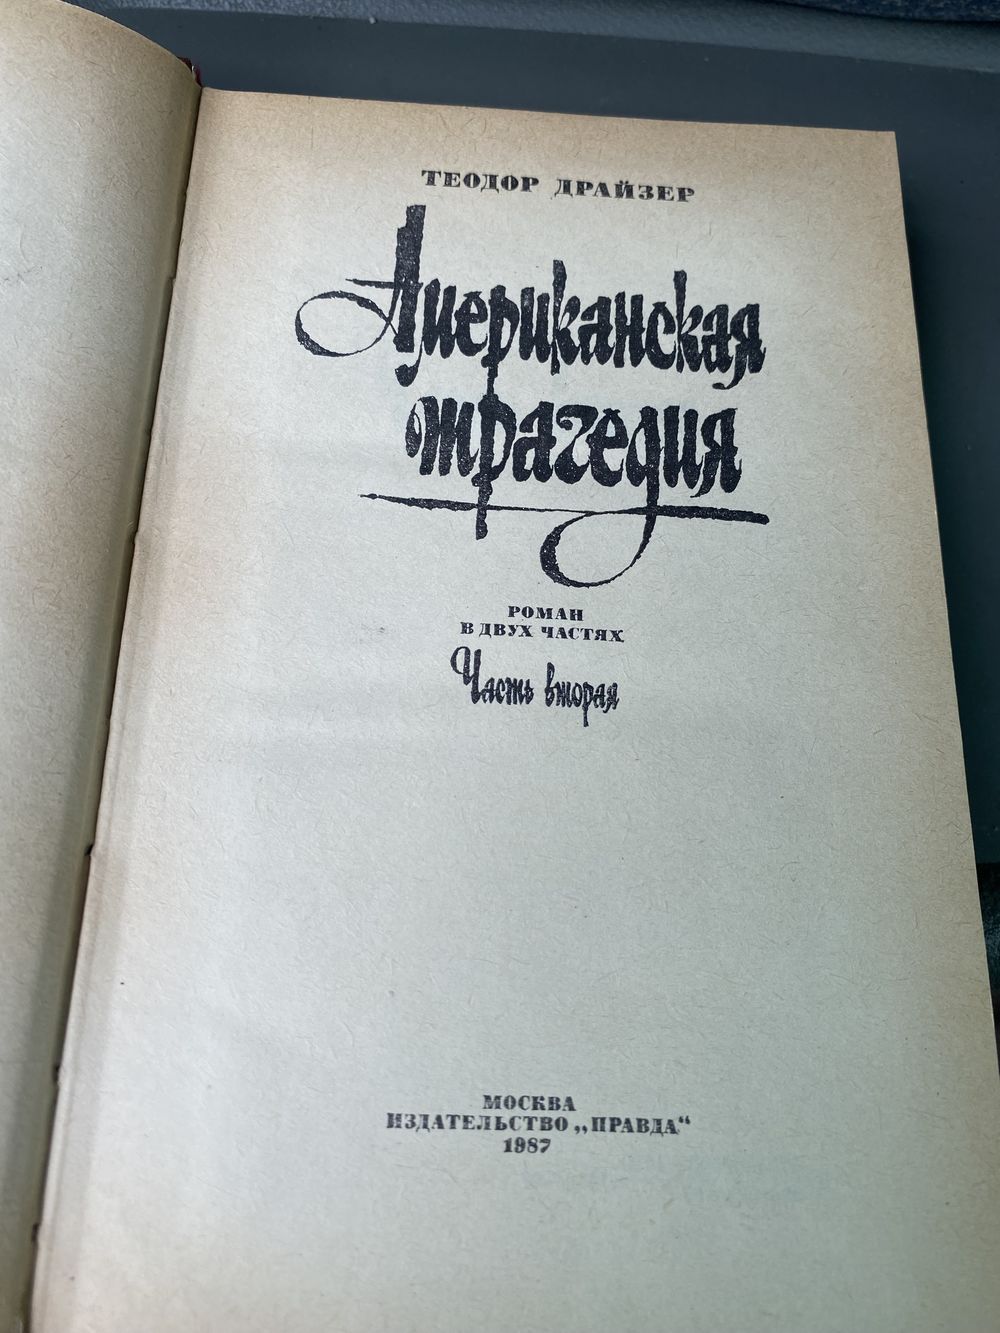 ТЕОДОР ДРАЙЗЕР
Американская
трагедия
РОМАН
В ДВУХ ЧАСТЯХ
Часть вторая
МОСКВА
ИЗДАТЕЛЬСТВО „ПРАВДА“
1987